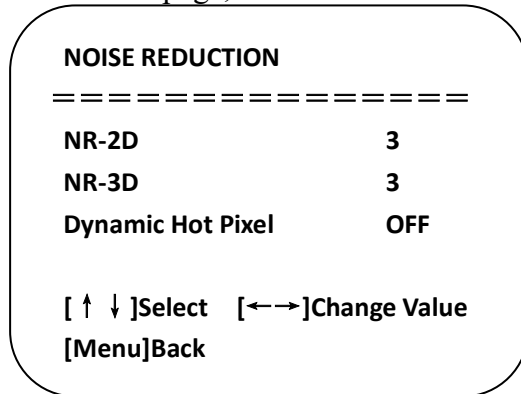 NOISE REDUCTION
===============
NR-2D 3
NR-3D 3
Dynamic Hot Pixel OFF
[↑ ↓]Select [←→]Change Value
[Menu]Back